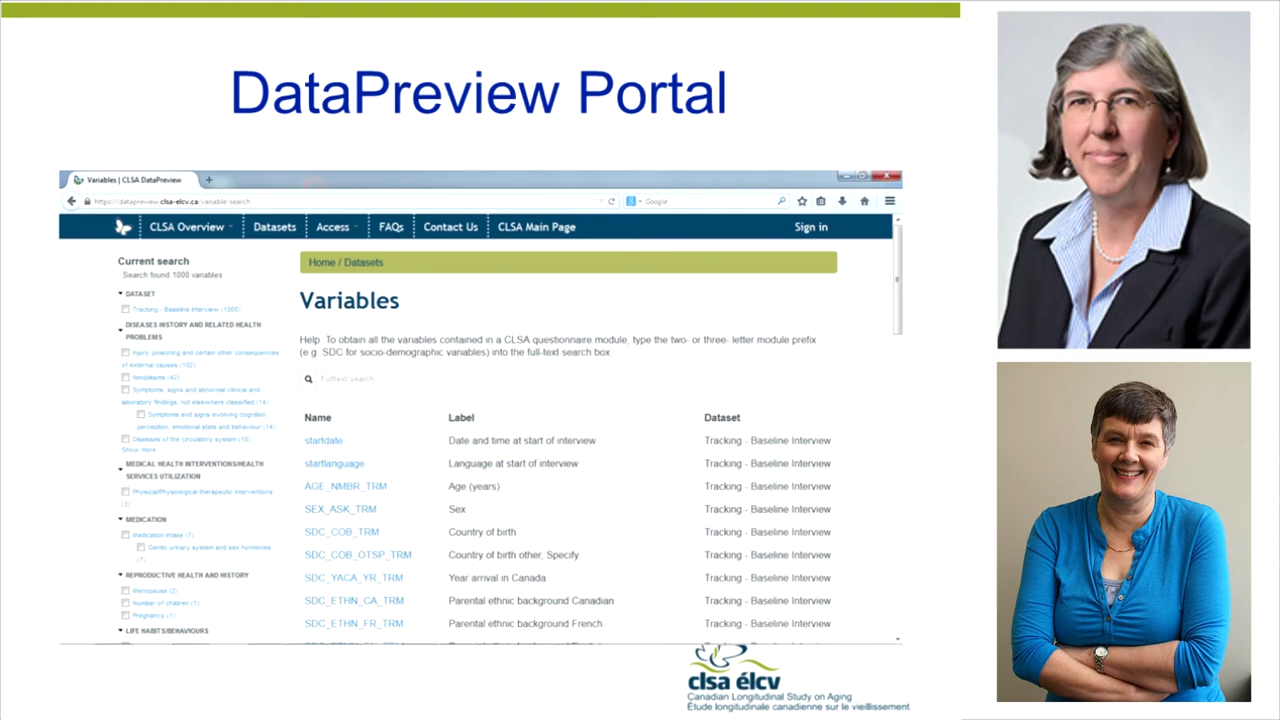 DataPreview Portal
Variables | CLSA DataPreview
https://datapreview.clsa-elcv.ca/variable-search
Google
CLSA Overview
Datasets
Access
FAQs
Contact Us
CLSA Main Page
Sign in
Current search
Search found 1000 variables
DATASET
Tracking - Baseline Interview (1000)
DISEASES HISTORY AND RELATED HEALTH
PROBLEMS
Injury, poisoning and certain other consequences
of external causes (102)
Neoplasms (42)
Symptoms, signs and abnormal clinical and
laboratory findings, not elsewhere classified (14)
Symptoms and signs involving cognition
perception, emotional state and behaviour (14)
Diseases of the circulatory system (10)
Show more
MEDICAL HEALTH INTERVENTIONS/HEALTH
SERVICES UTILIZATION
Physical/Physiological therapeutic interventions
(3)
MEDICATION
Medication intake (7)
Genito urinary system and sex hormones
(7)
REPRODUCTIVE HEALTH AND HISTORY
Menopause (2)
Number of children (1)
Pregnancy (1)
LIFE HABITS/BEHAVIOURS
Home / Datasets
Variables
Help To obtain all the variables contained in a CLSA questionnaire module, type the two- or three- letter module prefix
(e.g SDC for socio-demographic variables) into the full-text search box.
Fulltext search
Name Label Dataset
startdate Date and time at start of interview Tracking - Baseline Interview
startlanguage Language at start of interview Tracking - Baseline Interview
AGE_NMBR_TRM Age (years) Tracking - Baseline Interview
SEX_ASK_TRM Sex Tracking - Baseline Interview
SDC_COB_TRM Country of birth Tracking - Baseline Interview
SDC_COB_OTSP_TRM Country of birth other, Specify Tracking - Baseline Interview
SDC_YACA_YR_TRM Year arrival in Canada Tracking - Baseline Interview
SDC_ETHN_CA_TRM Parental ethnic background Canadian Tracking - Baseline Interview
SDC_ETHN_FR_TRM Parental ethnic background French Tracking - Baseline Interview
clsa élcv
Canadian Longitudinal Study on Aging
Étude longitudinale canadienne sur le vieillissement